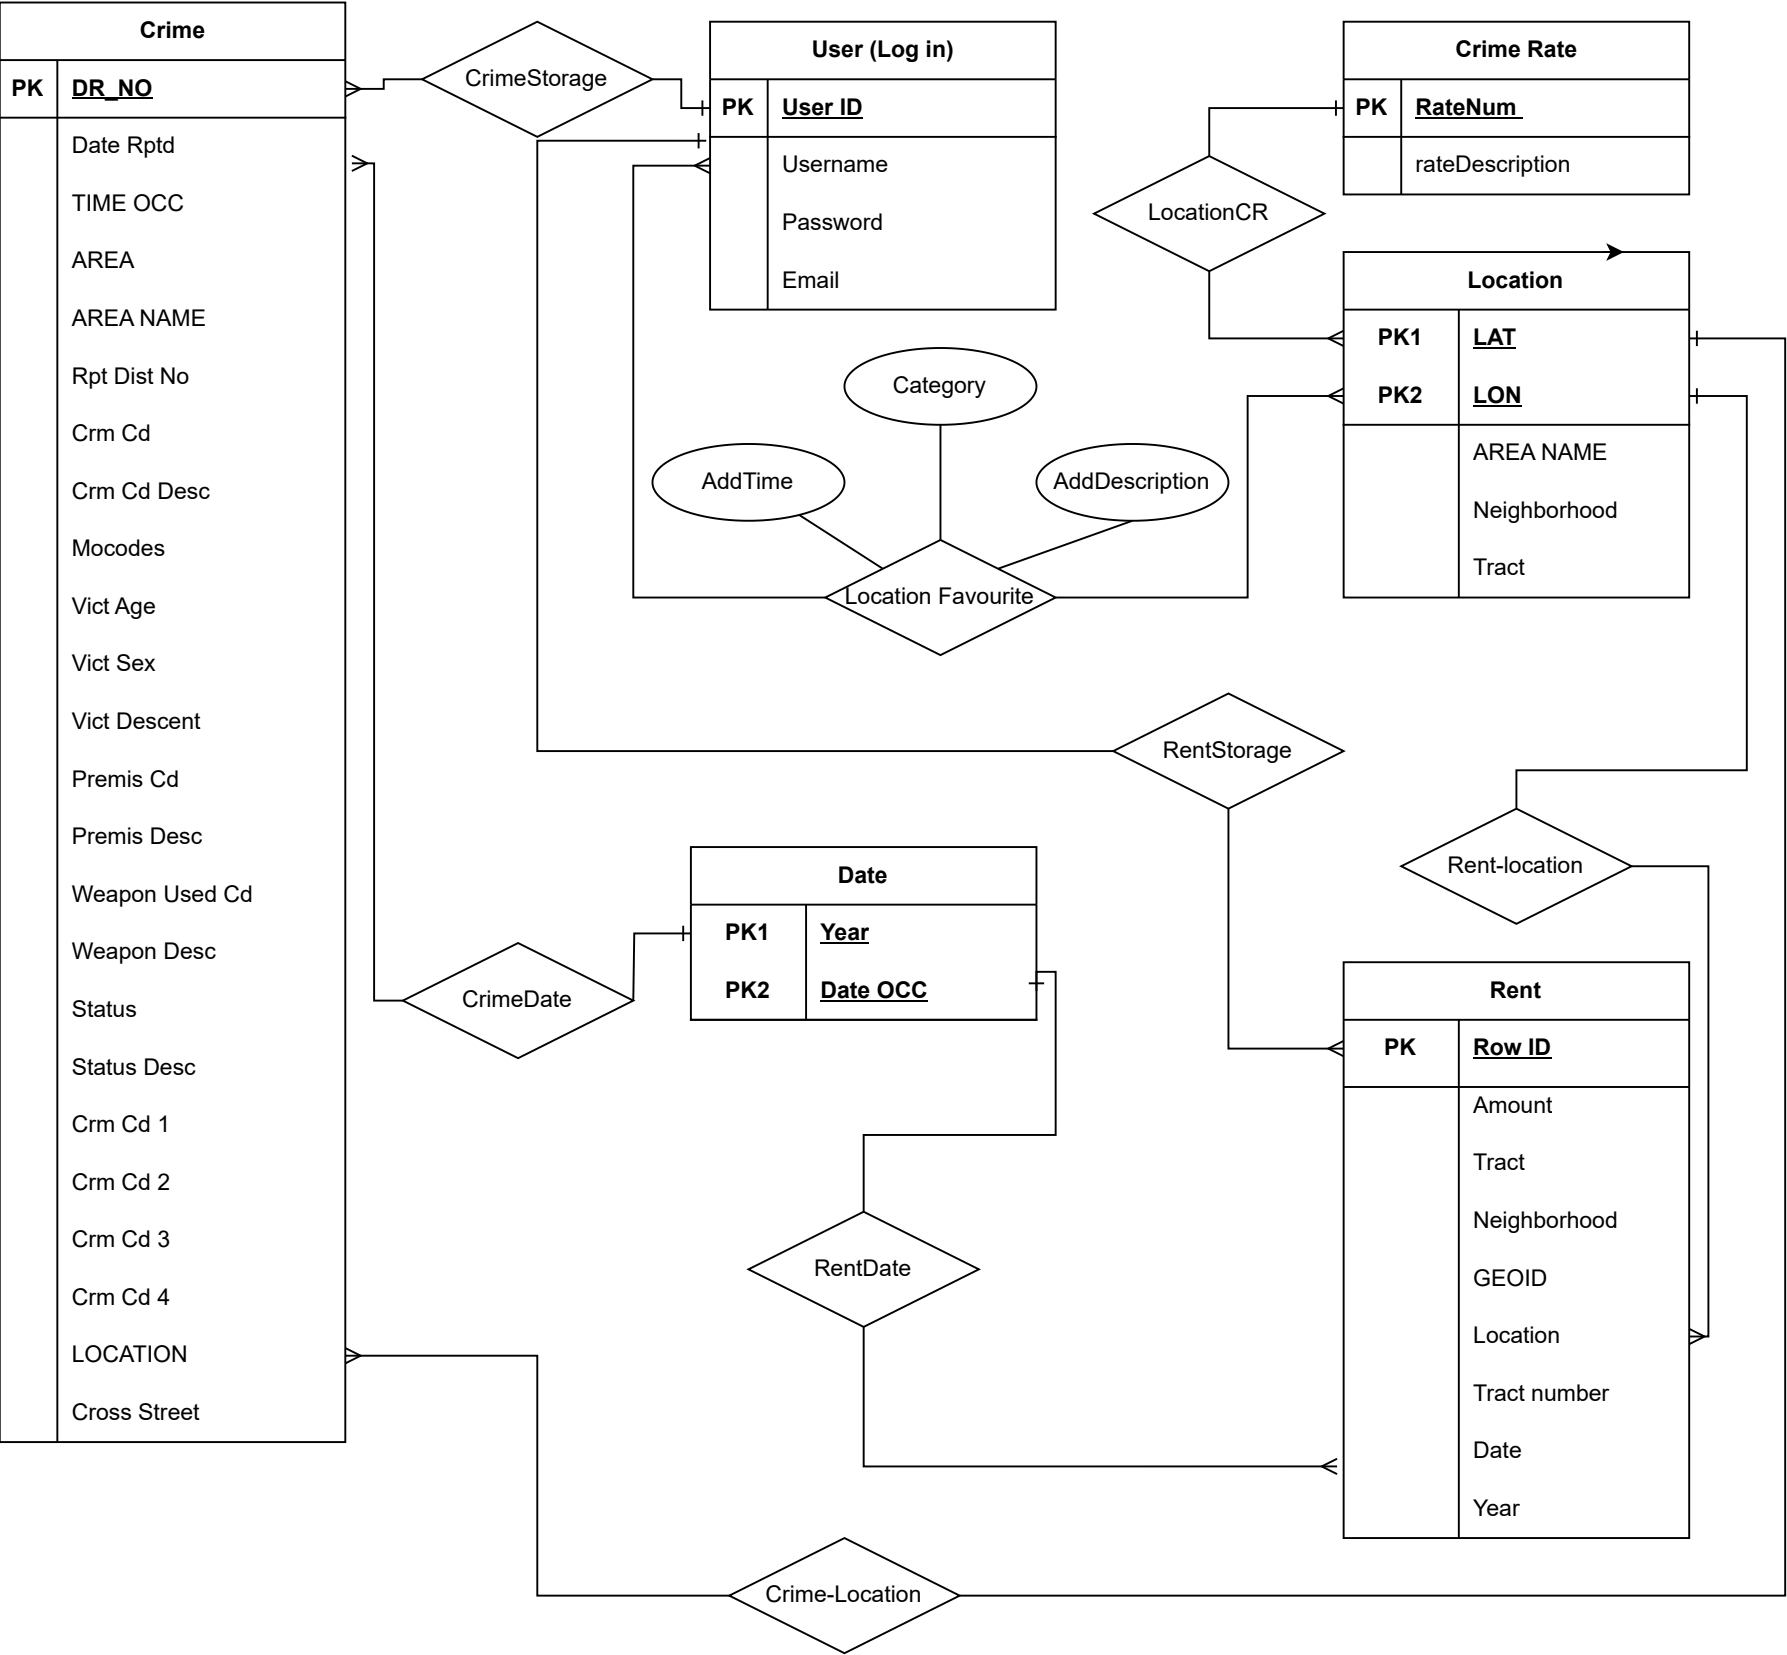 Crime
PK DR_NO
Date Rptd
TIME OCC
AREA
AREA NAME
Rpt Dist No
Crm Cd
Crm Cd Desc
Mocodes
Vict Age
Vict Sex
Vict Descent
Premis Cd
Premis Desc
Weapon Used Cd
Weapon Desc
Status
Status Desc
Crm Cd 1
Crm Cd 2
Crm Cd 3
Crm Cd 4
LOCATION
Cross Street
CrimeStorage
User (Log in)
PK User ID
Username
Password
Email
Crime Rate
PK RateNum
rateDescription
LocationCR
Location
PK1 LAT
PK2 LON
AREA NAME
Neighborhood
Tract
Category
AddTime
AddDescription
Location Favourite
RentStorage
Rent-location
Date
PK1 Year
PK2 Date OCC
CrimeDate
Rent
PK Row ID
Amount
Tract
Neighborhood
GEOID
Location
Tract number
Date
Year
RentDate
Crime-Location